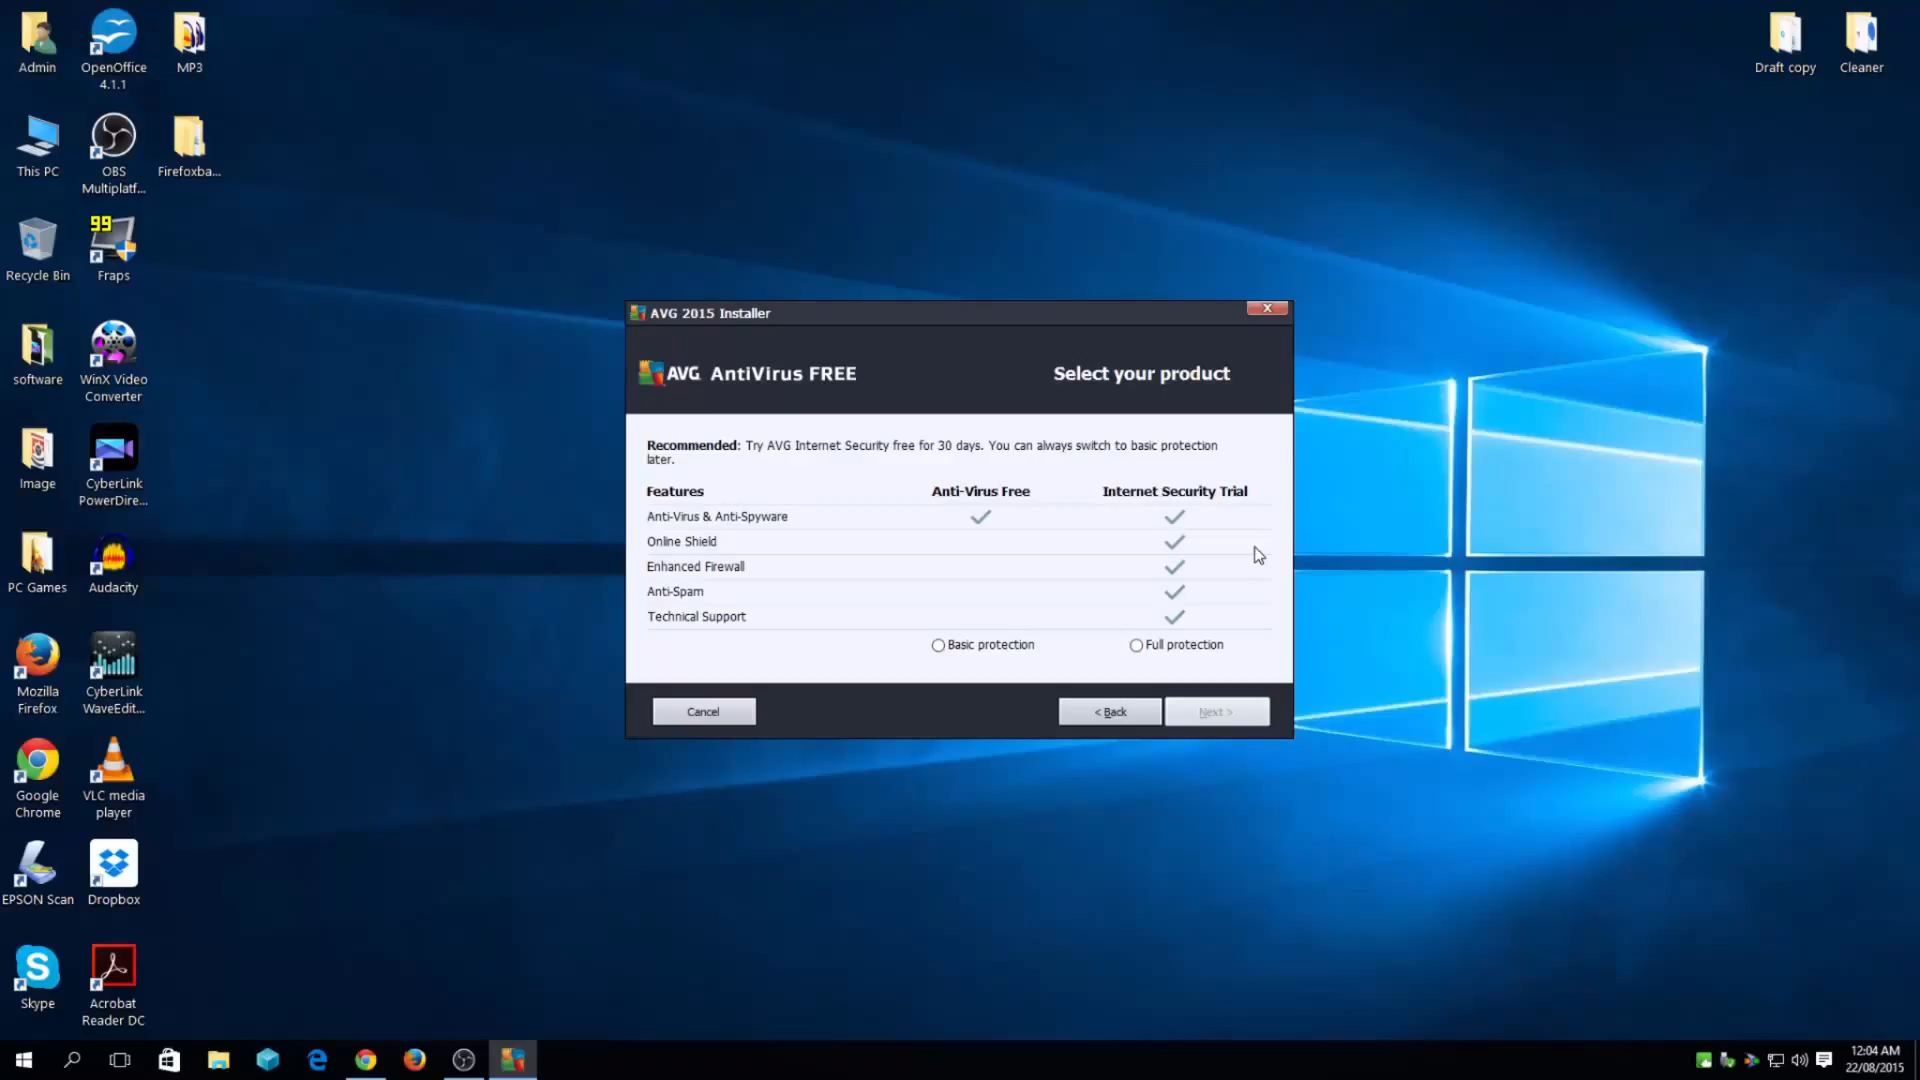 Admin
OpenOffice
4.1.1
MP3
Draft copy
Cleaner
This PC
OBS
Multiplatf...
Firefoxba...
99
Recycle Bin
Fraps
software
WinX Video
Converter
Image
CyberLink
PowerDire...
PC Games
Audacity
Mozilla
Firefox
CyberLink
WaveEdit...
Google
Chrome
VLC media
player
EPSON Scan
Dropbox
Skype
Acrobat
Reader DC
AVG 2015 Installer
X
AVG. AntiVirus FREE
Select your product
Recommended: Try AVG Internet Security free for 30 days. You can always switch to basic protection
later.
Features Anti-Virus Free Internet Security Trial
Anti-Virus & Anti-Spyware
Online Shield
Enhanced Firewall
Anti-Spam
Technical Support
Basic protection Full protection
Cancel < Back Next >
12:04 AM
22/08/2015